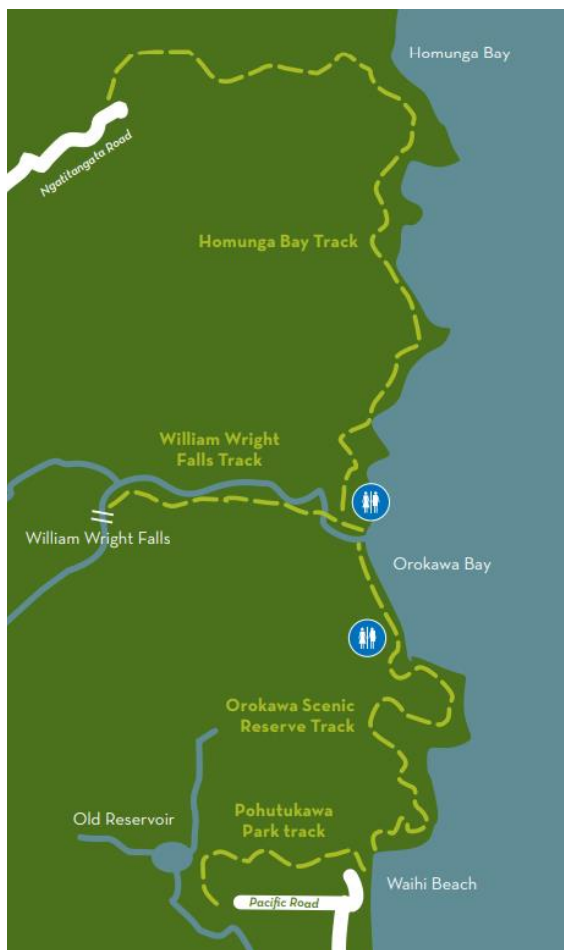 Homunga Bay
Ngatitangata Road
Homunga Bay Track
William Wright
Falls Track
William Wright Falls
Orokawa Bay
Orokawa Scenic
Reserve Track
Pohutukawa
Park track
Old Reservoir
Waihi Beach
Pacific Road